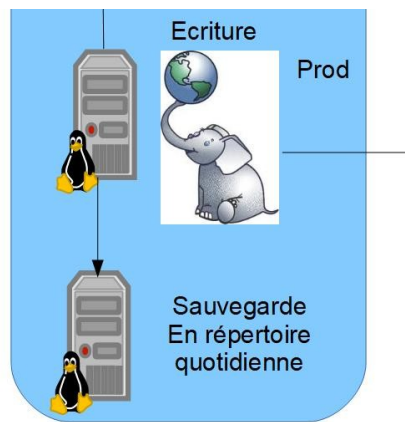 Ecriture
Prod
Sauvegarde
En répertoire
quotidienne